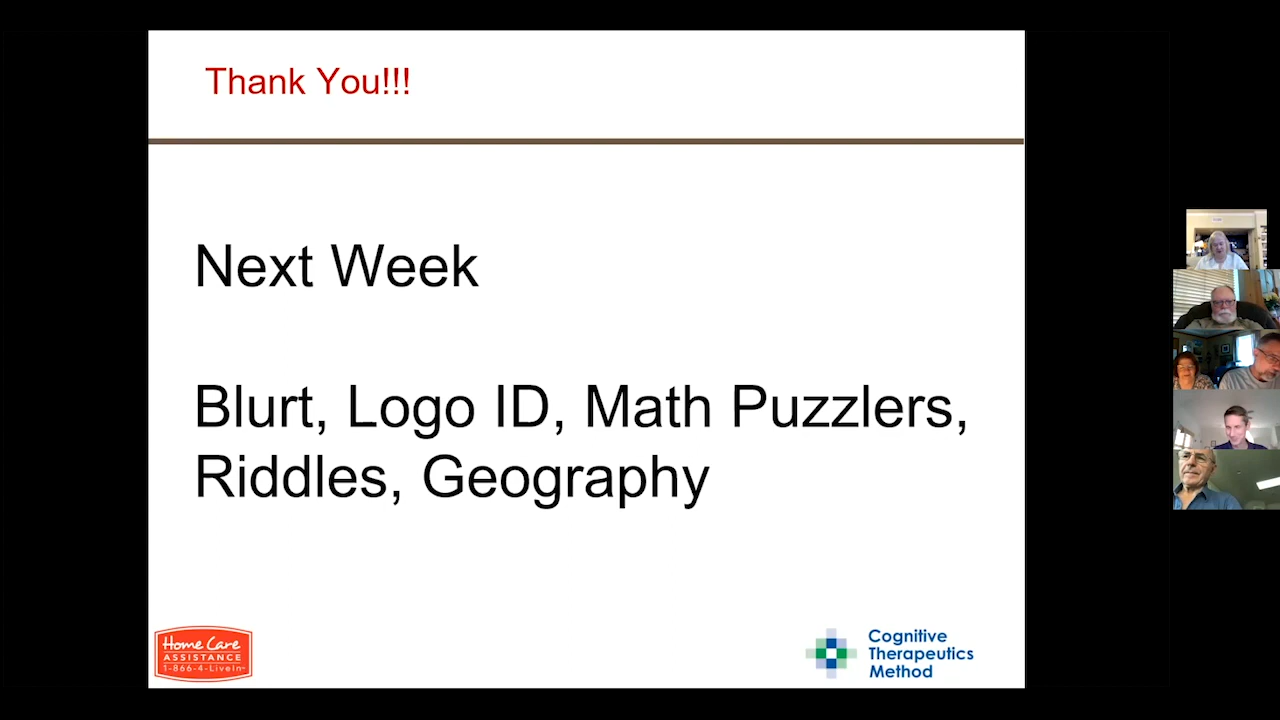 Thank You!!!
Next Week
Blurt, Logo ID, Math Puzzlers,
Riddles, Geography
Home Care
ASSISTANCE
1-866-4-LiveIn
Cognitive
Therapeutics
Method